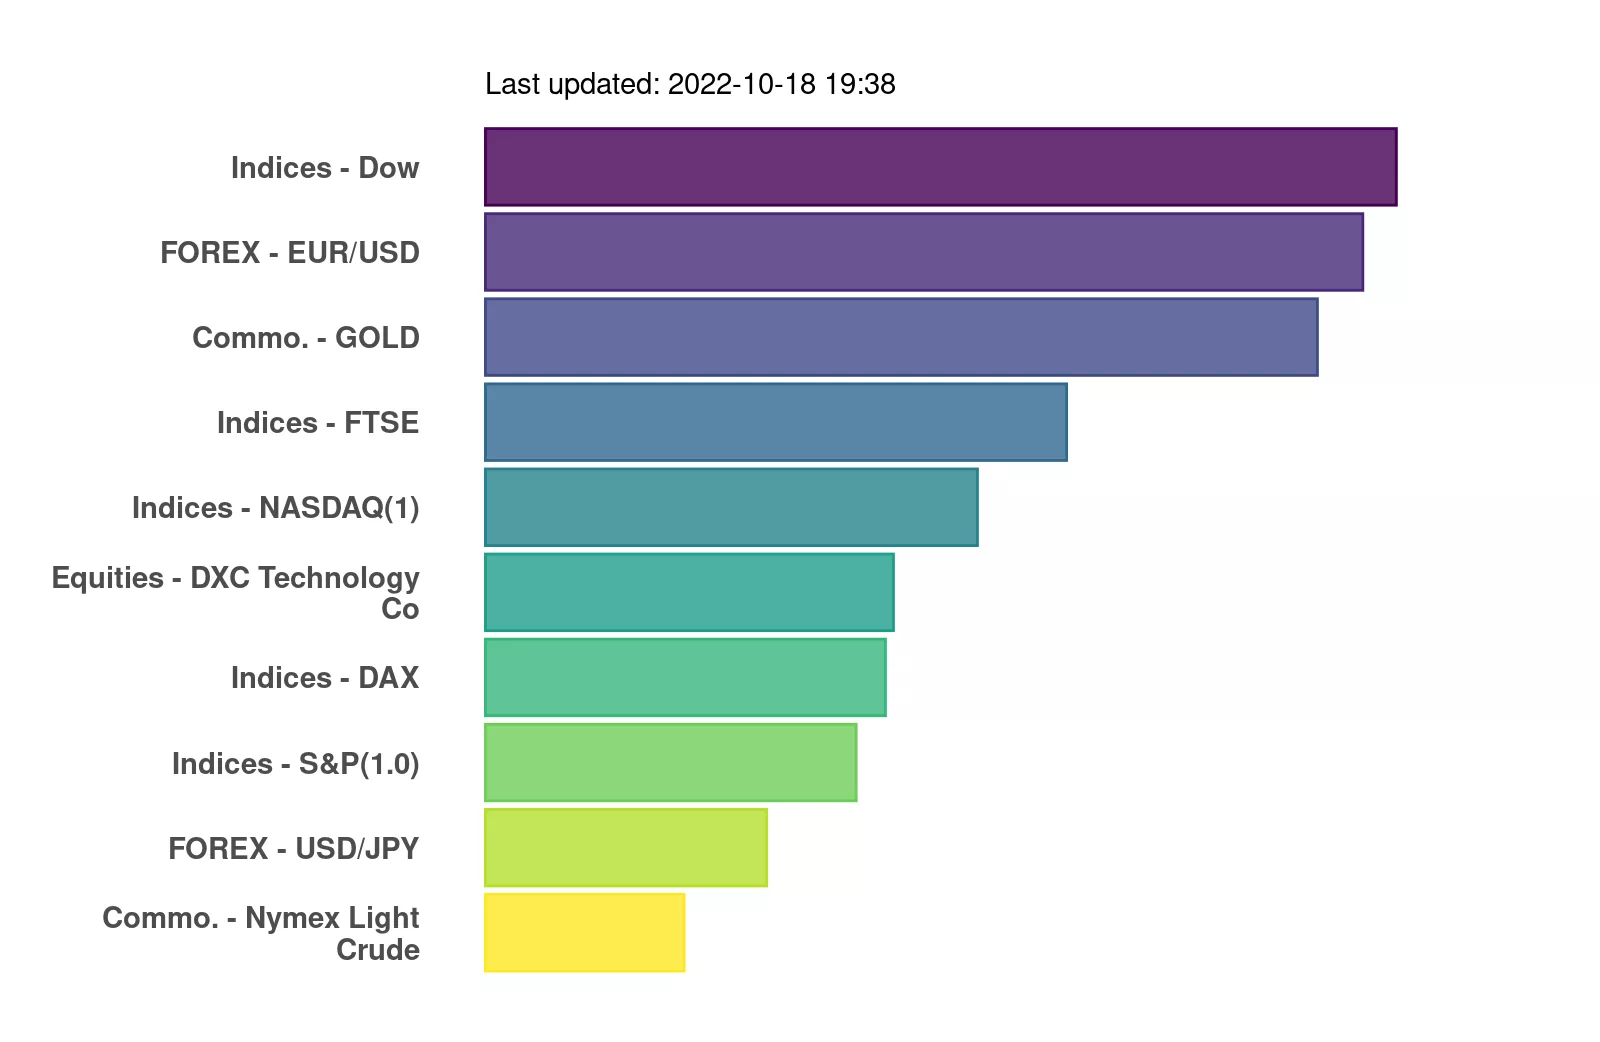 Last updated: 2022-10-18 19:38
Indices - Dow
FOREX - EUR/USD
Commo. - GOLD
Indices - FTSE
Indices - NASDAQ(1)
Equities - DXC Technology
Co
Indices - DAX
Indices - S&P(1.0)
FOREX - USD/JPY
Commo. - Nymex Light
Crude